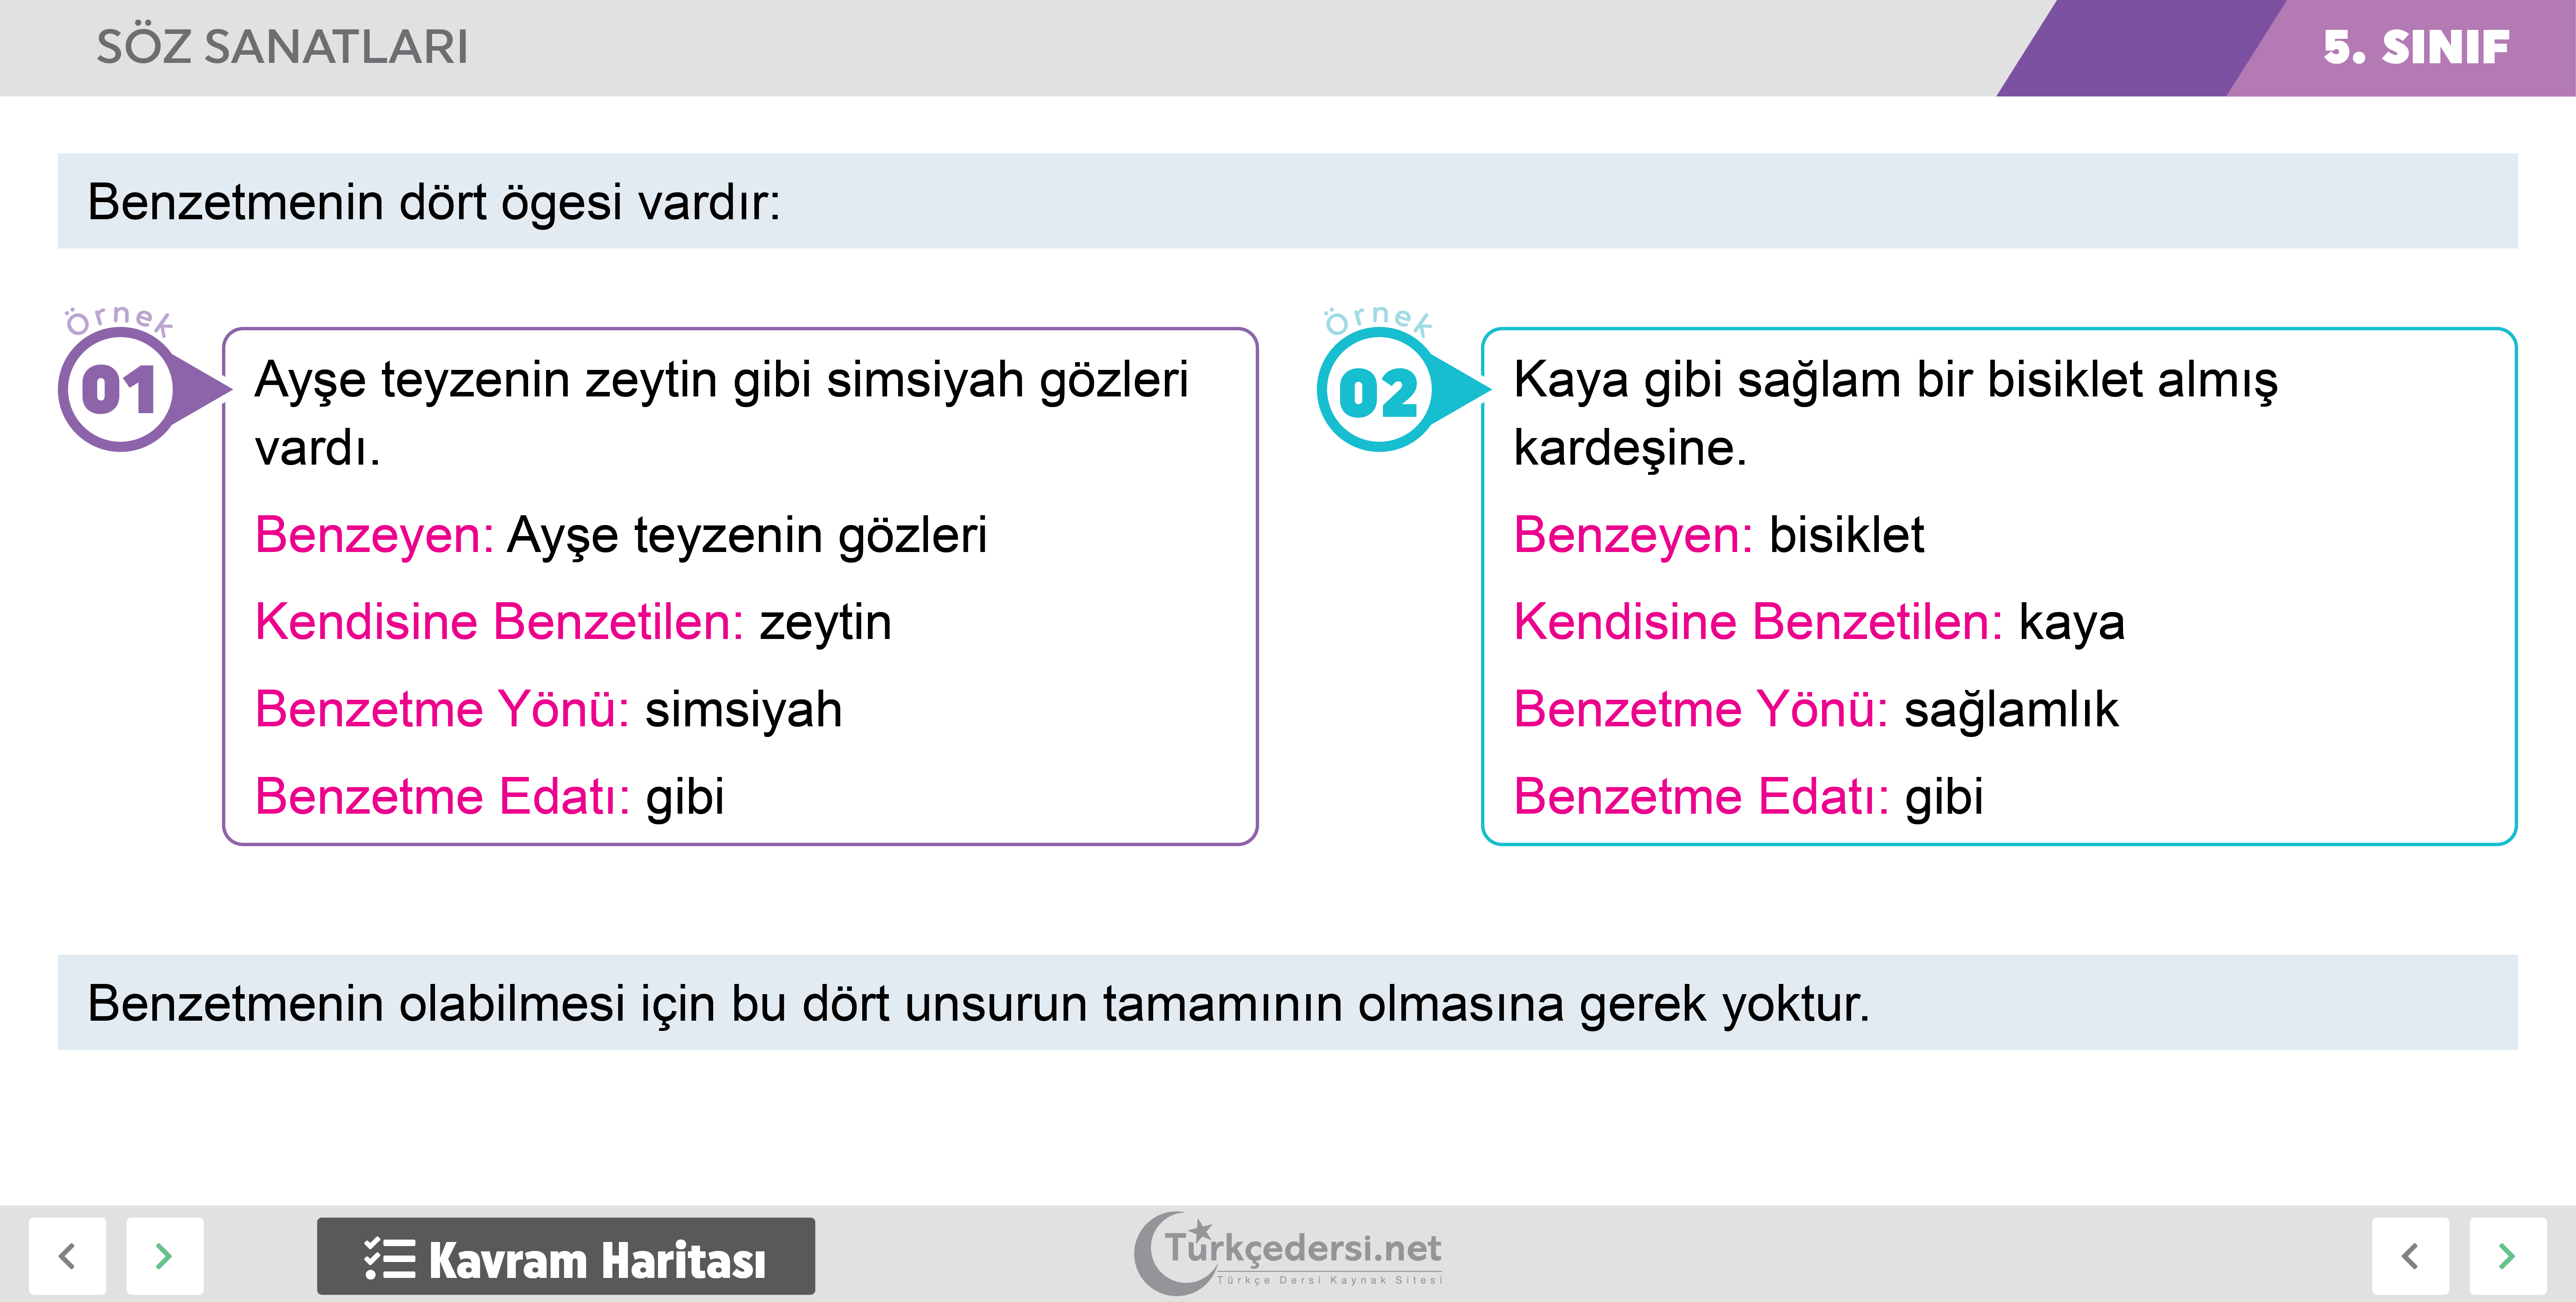 SÖZ SANATLARI
5. SINIF
Benzetmenin dört ögesi vardır:
Örnek
01
Ayşe teyzenin zeytin gibi simsiyah gözleri
vardı.
Benzeyen: Ayşe teyzenin gözleri
Kendisine Benzetilen: zeytin
Benzetme Yönü: simsiyah
Benzetme Edatı: gibi
Örnek
02
Kaya gibi sağlam bir bisiklet almış
kardeşine.
Benzeyen: bisiklet
Kendisine Benzetilen: kaya
Benzetme Yönü: sağlamlık
Benzetme Edatı: gibi
Benzetmenin olabilmesi için bu dört unsurun tamamının olmasına gerek yoktur.
Kavram Haritası
Türkçedersi.net
Türkçe Dersi Kaynak Sitesi